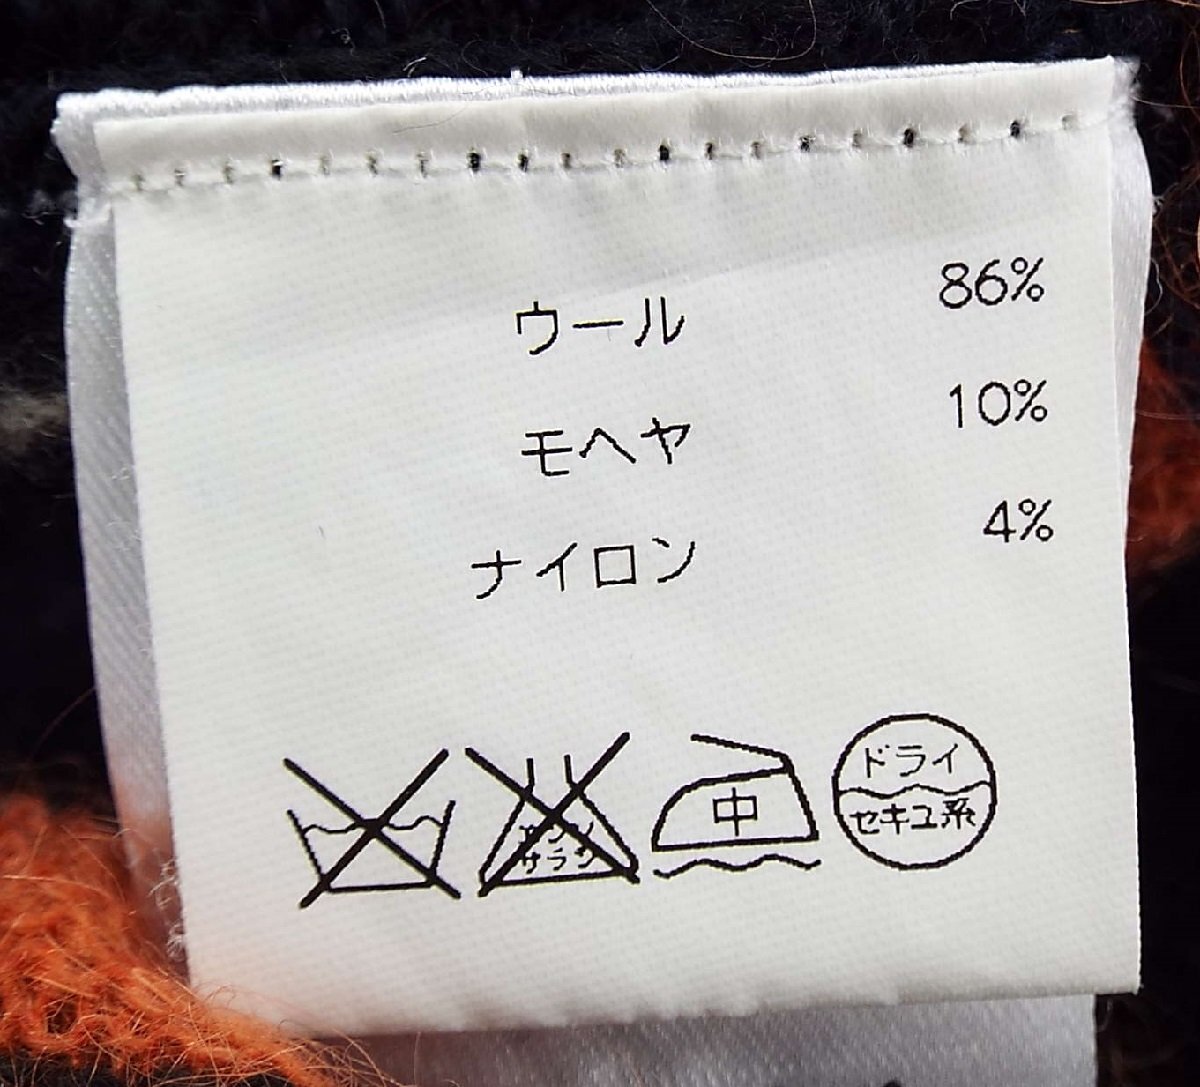 ウール 86%
モヘヤ 10%
ナイロン 4%
エンソ
サラシ
中
ドライ
セキユ系